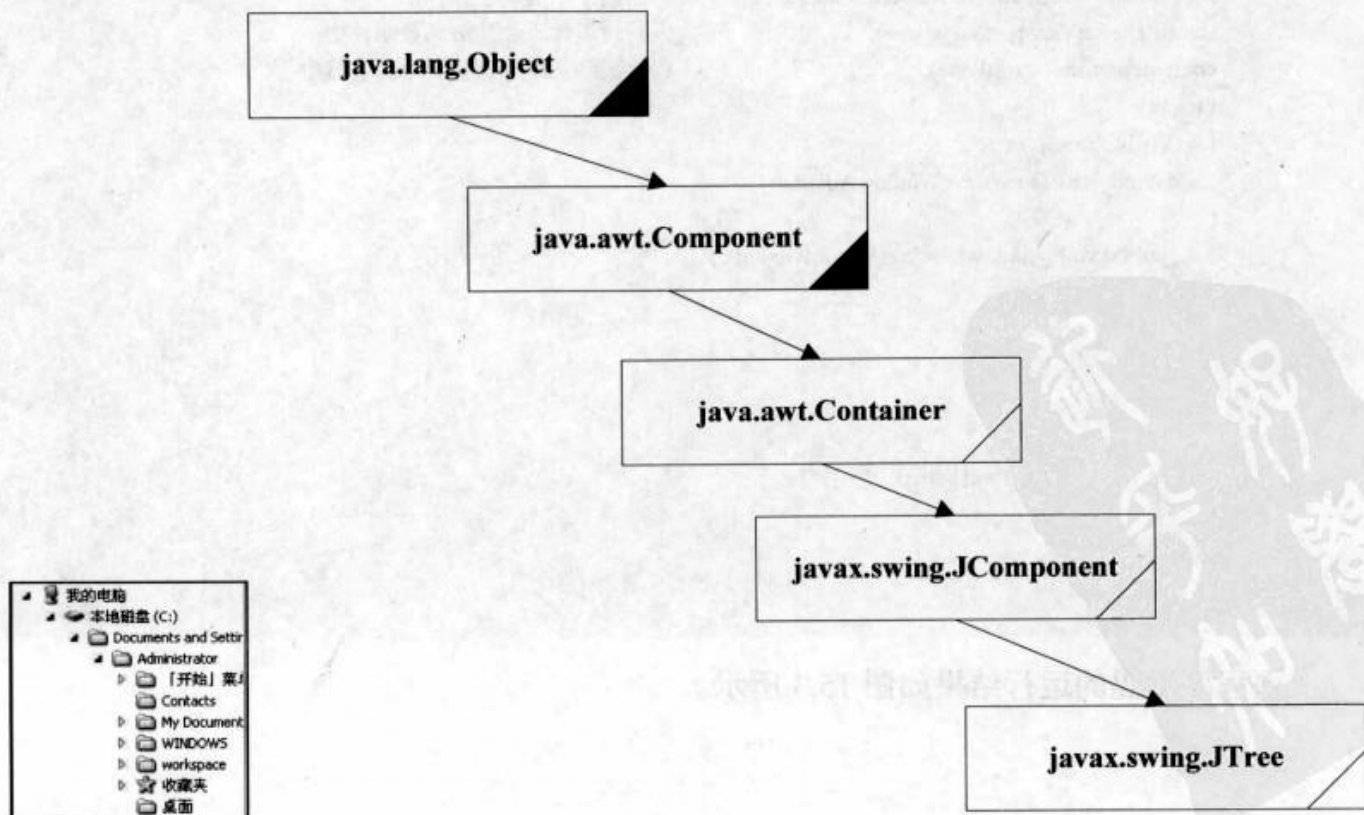 java.lang.Object
java.awt.Component
java.awt.Container
javax.swing.JComponent
javax.swing.JTree
我的电脑
本地磁盘 (C:)
Documents and Settir
Administrator
「开始」菜
Contacts
My Document
WINDOWS
workspace
收藏夹
桌面